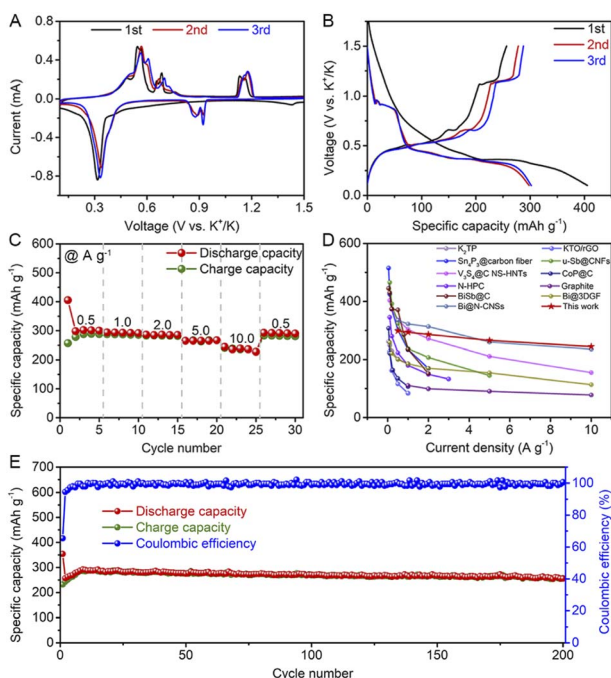 A
1st 2nd 3rd
Current (mA)
0.8
0.4
0.0
-0.4
-0.8
0.3 0.6 0.9 1.2 1.5
Voltage (V vs. K⁺/K)
B
1st
2nd
3rd
Voltage (V vs. K⁺/K)
1.5
1.0
0.5
0.0
0 100 200 300 400
Specific capacity (mAh g⁻¹)
C
@ A g⁻¹
Discharge cpacity
Charge capacity
0.5 1.0 2.0 5.0 10.0 0.5
Specific capacity (mAh g⁻¹)
600
500
400
300
200
100
0
0 5 10 15 20 25 30
Cycle number
D
K₂TP
Sn₄P₃@carbon fiber
V₃S₄@C NS-HNTs
N-HPC
BiSb@C
Bi@N-CNSs
KTO/rGO
u-Sb@CNFs
CoP@C
Graphite
Bi@3DGF
This work
Specific capacity (mAh g⁻¹)
600
500
400
300
200
100
0
0 2 4 6 8 10
Current density (A g⁻¹)
E
Discharge capacity
Charge capacity
Coulombic efficiency
Specific capacity (mAh g⁻¹)
700
600
500
400
300
200
100
0
0 50 100 150 200
Cycle number
100
80
60
40
20
0
Coulombic efficiency (%)